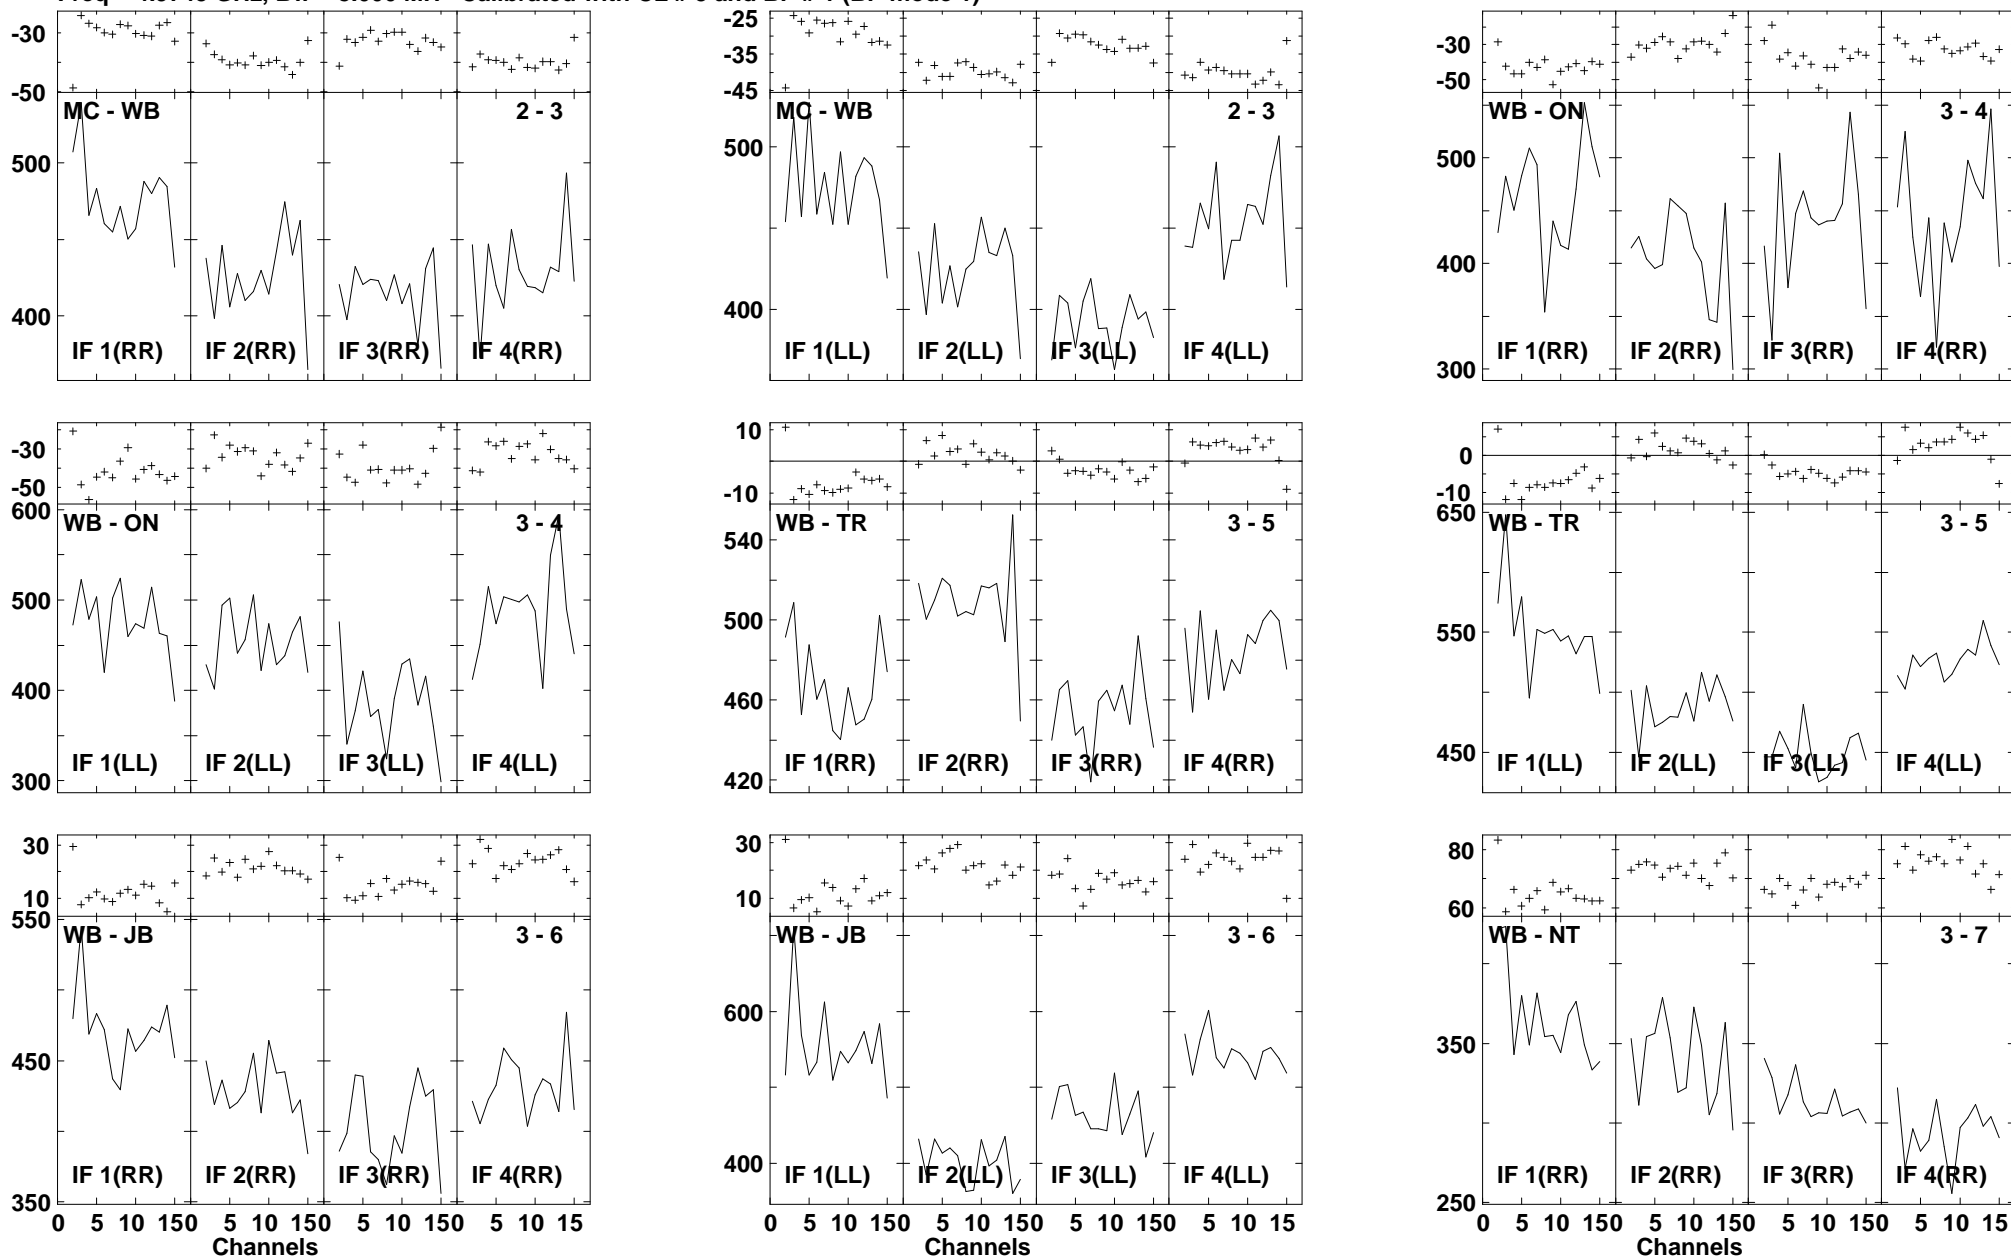 Freq = GHz, Bw = MH Calibrated with CL # and BP # (BP mode 1)
-30
-50
MC - WB 2 - 3
500
400
IF 1(RR) IF 2(RR) IF 3(RR) IF 4(RR)
-25
-35
-45
MC - WB 2 - 3
500
400
IF 1(LL) IF 2(LL) IF 3(LL) IF 4(LL)
-30
-50
WB - ON 3 - 4
500
400
300
IF 1(RR) IF 2(RR) IF 3(RR) IF 4(RR)
-30
-50
600
WB - ON 3 - 4
500
400
300
IF 1(LL) IF 2(LL) IF 3(LL) IF 4(LL)
10
-10
WB - TR 3 - 5
540
500
460
420
IF 1(RR) IF 2(RR) IF 3(RR) IF 4(RR)
0
-10
650
WB - TR 3 - 5
550
450
IF 1(LL) IF 2(LL) IF 3(LL) IF 4(LL)
30
10
550
WB - JB 3 - 6
450
350
IF 1(RR) IF 2(RR) IF 3(RR) IF 4(RR)
0 5 10 150 5 10 150 5 10 150 5 10 15
Channels
30
10
WB - JB 3 - 6
600
400
IF 1(LL) IF 2(LL) IF 3(LL) IF 4(LL)
0 5 10 150 5 10 150 5 10 150 5 10 15
Channels
80
60
WB - NT 3 - 7
350
250
IF 1(RR) IF 2(RR) IF 3(RR) IF 4(RR)
0 5 10 150 5 10 150 5 10 150 5 10 15
Channels